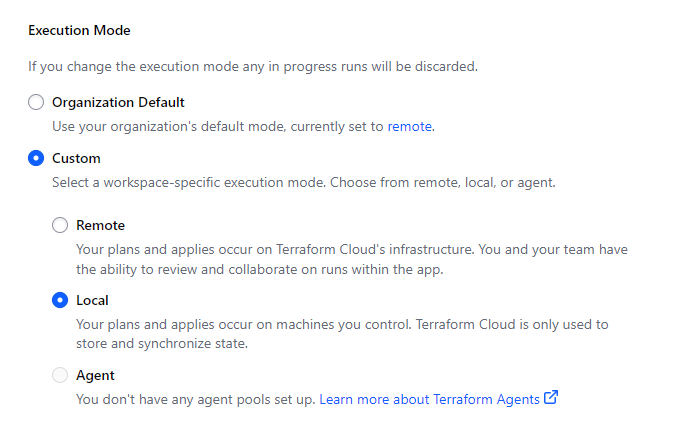 Execution Mode
If you change the execution mode any in progress runs will be discarded.
Organization Default
Use your organization's default mode, currently set to remote.
Custom
Select a workspace-specific execution mode. Choose from remote, local, or agent.
Remote
Your plans and applies occur on Terraform Cloud's infrastructure. You and your team have
the ability to review and collaborate on runs within the app.
Local
Your plans and applies occur on machines you control. Terraform Cloud is only used to
store and synchronize state.
Agent
You don't have any agent pools set up. Learn more about Terraform Agents